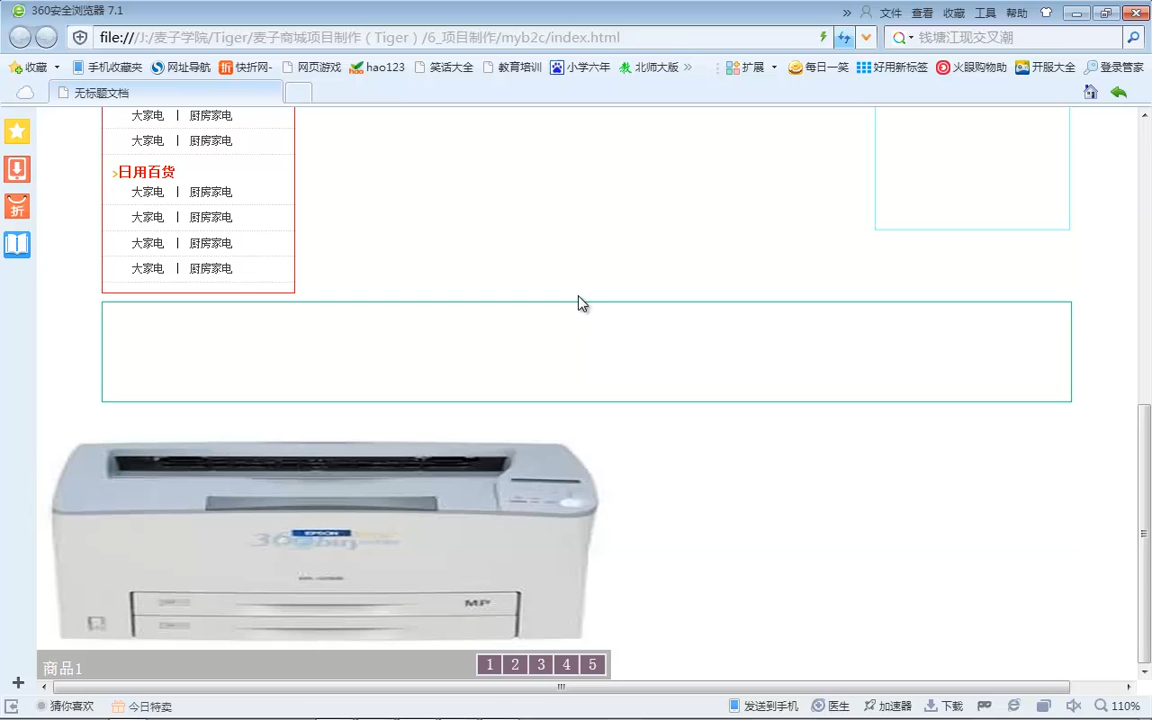 360安全浏览器 7.1
» 文件 查看 收藏 工具 帮助
file:///J:/麦子学院/Tiger/麦子商城项目制作（Tiger）/6_项目制作/myb2c/index.html
钱塘江现交叉潮
收藏 手机收藏夹 网址导航 快折网- 网页游戏 hao123 笑话大全 教育培训 小学六年 北师大版 » 扩展 每日一笑 好用新标签 火眼购物助 开服大全 登录管家
无标题文档
折
大家电 | 厨房家电
大家电 | 厨房家电
>日用百货
大家电 | 厨房家电
大家电 | 厨房家电
大家电 | 厨房家电
大家电 | 厨房家电
EPSON
MP
商品1 1 2 3 4 5
猜你喜欢 今日特卖 发送到手机 医生 加速器 下载 110%